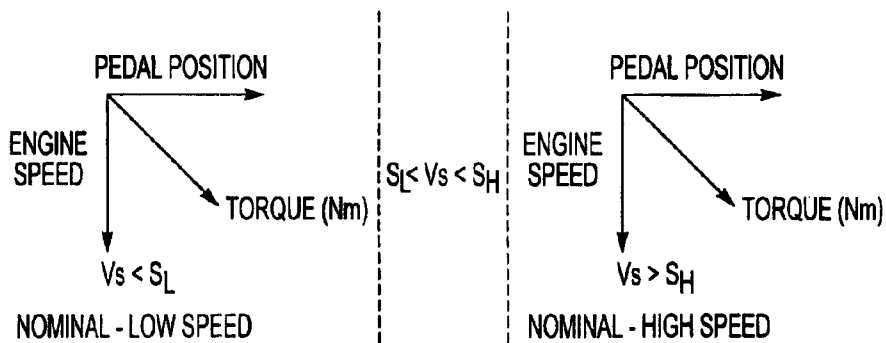 PEDAL POSITION
ENGINE
SPEED
TORQUE (Nm)
Vs < SL
NOMINAL - LOW SPEED
SL< Vs < SH
PEDAL POSITION
ENGINE
SPEED
TORQUE (Nm)
Vs > SH
NOMINAL - HIGH SPEED